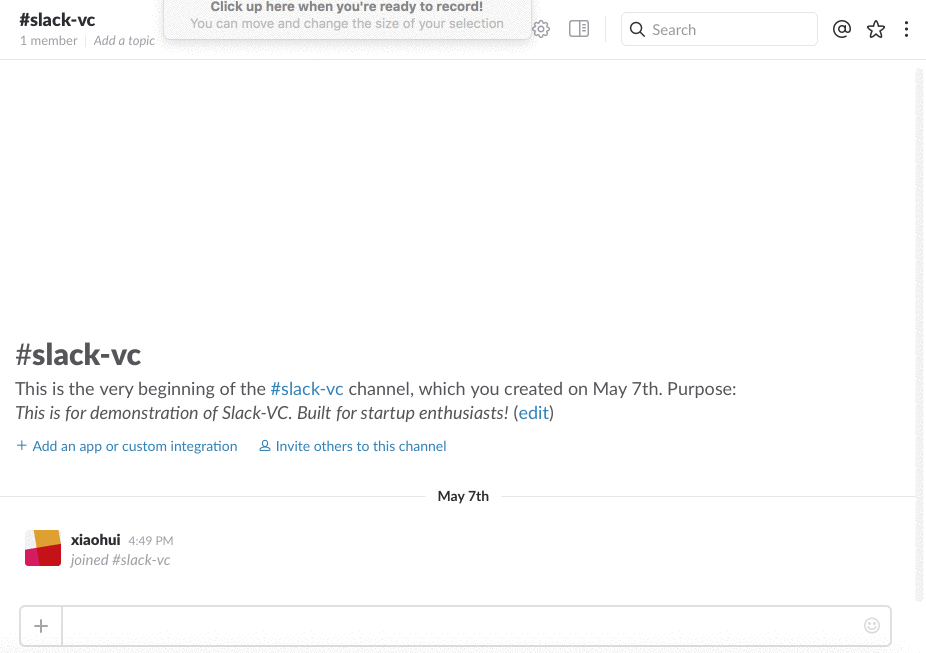 #slack-vc
1 member
Add a topic
Click up here when you're ready to record!
You can move and change the size of your selection
Search
#slack-vc
This is the very beginning of the #slack-vc channel, which you created on May 7th. Purpose:
This is for demonstration of Slack-VC. Built for startup enthusiasts! (edit)
+ Add an app or custom integration
Invite others to this channel
May 7th
xiaohui 4:49 PM
joined #slack-vc